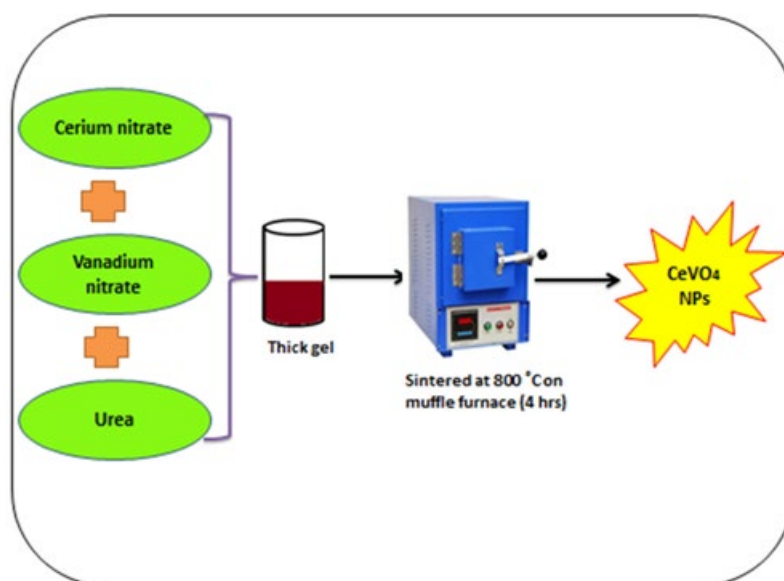 Cerium nitrate
Vanadium
nitrate
Urea
Thick gel
Sintered at 800 °Con
muffle furnace (4 hrs)
CeVO₄
NPs